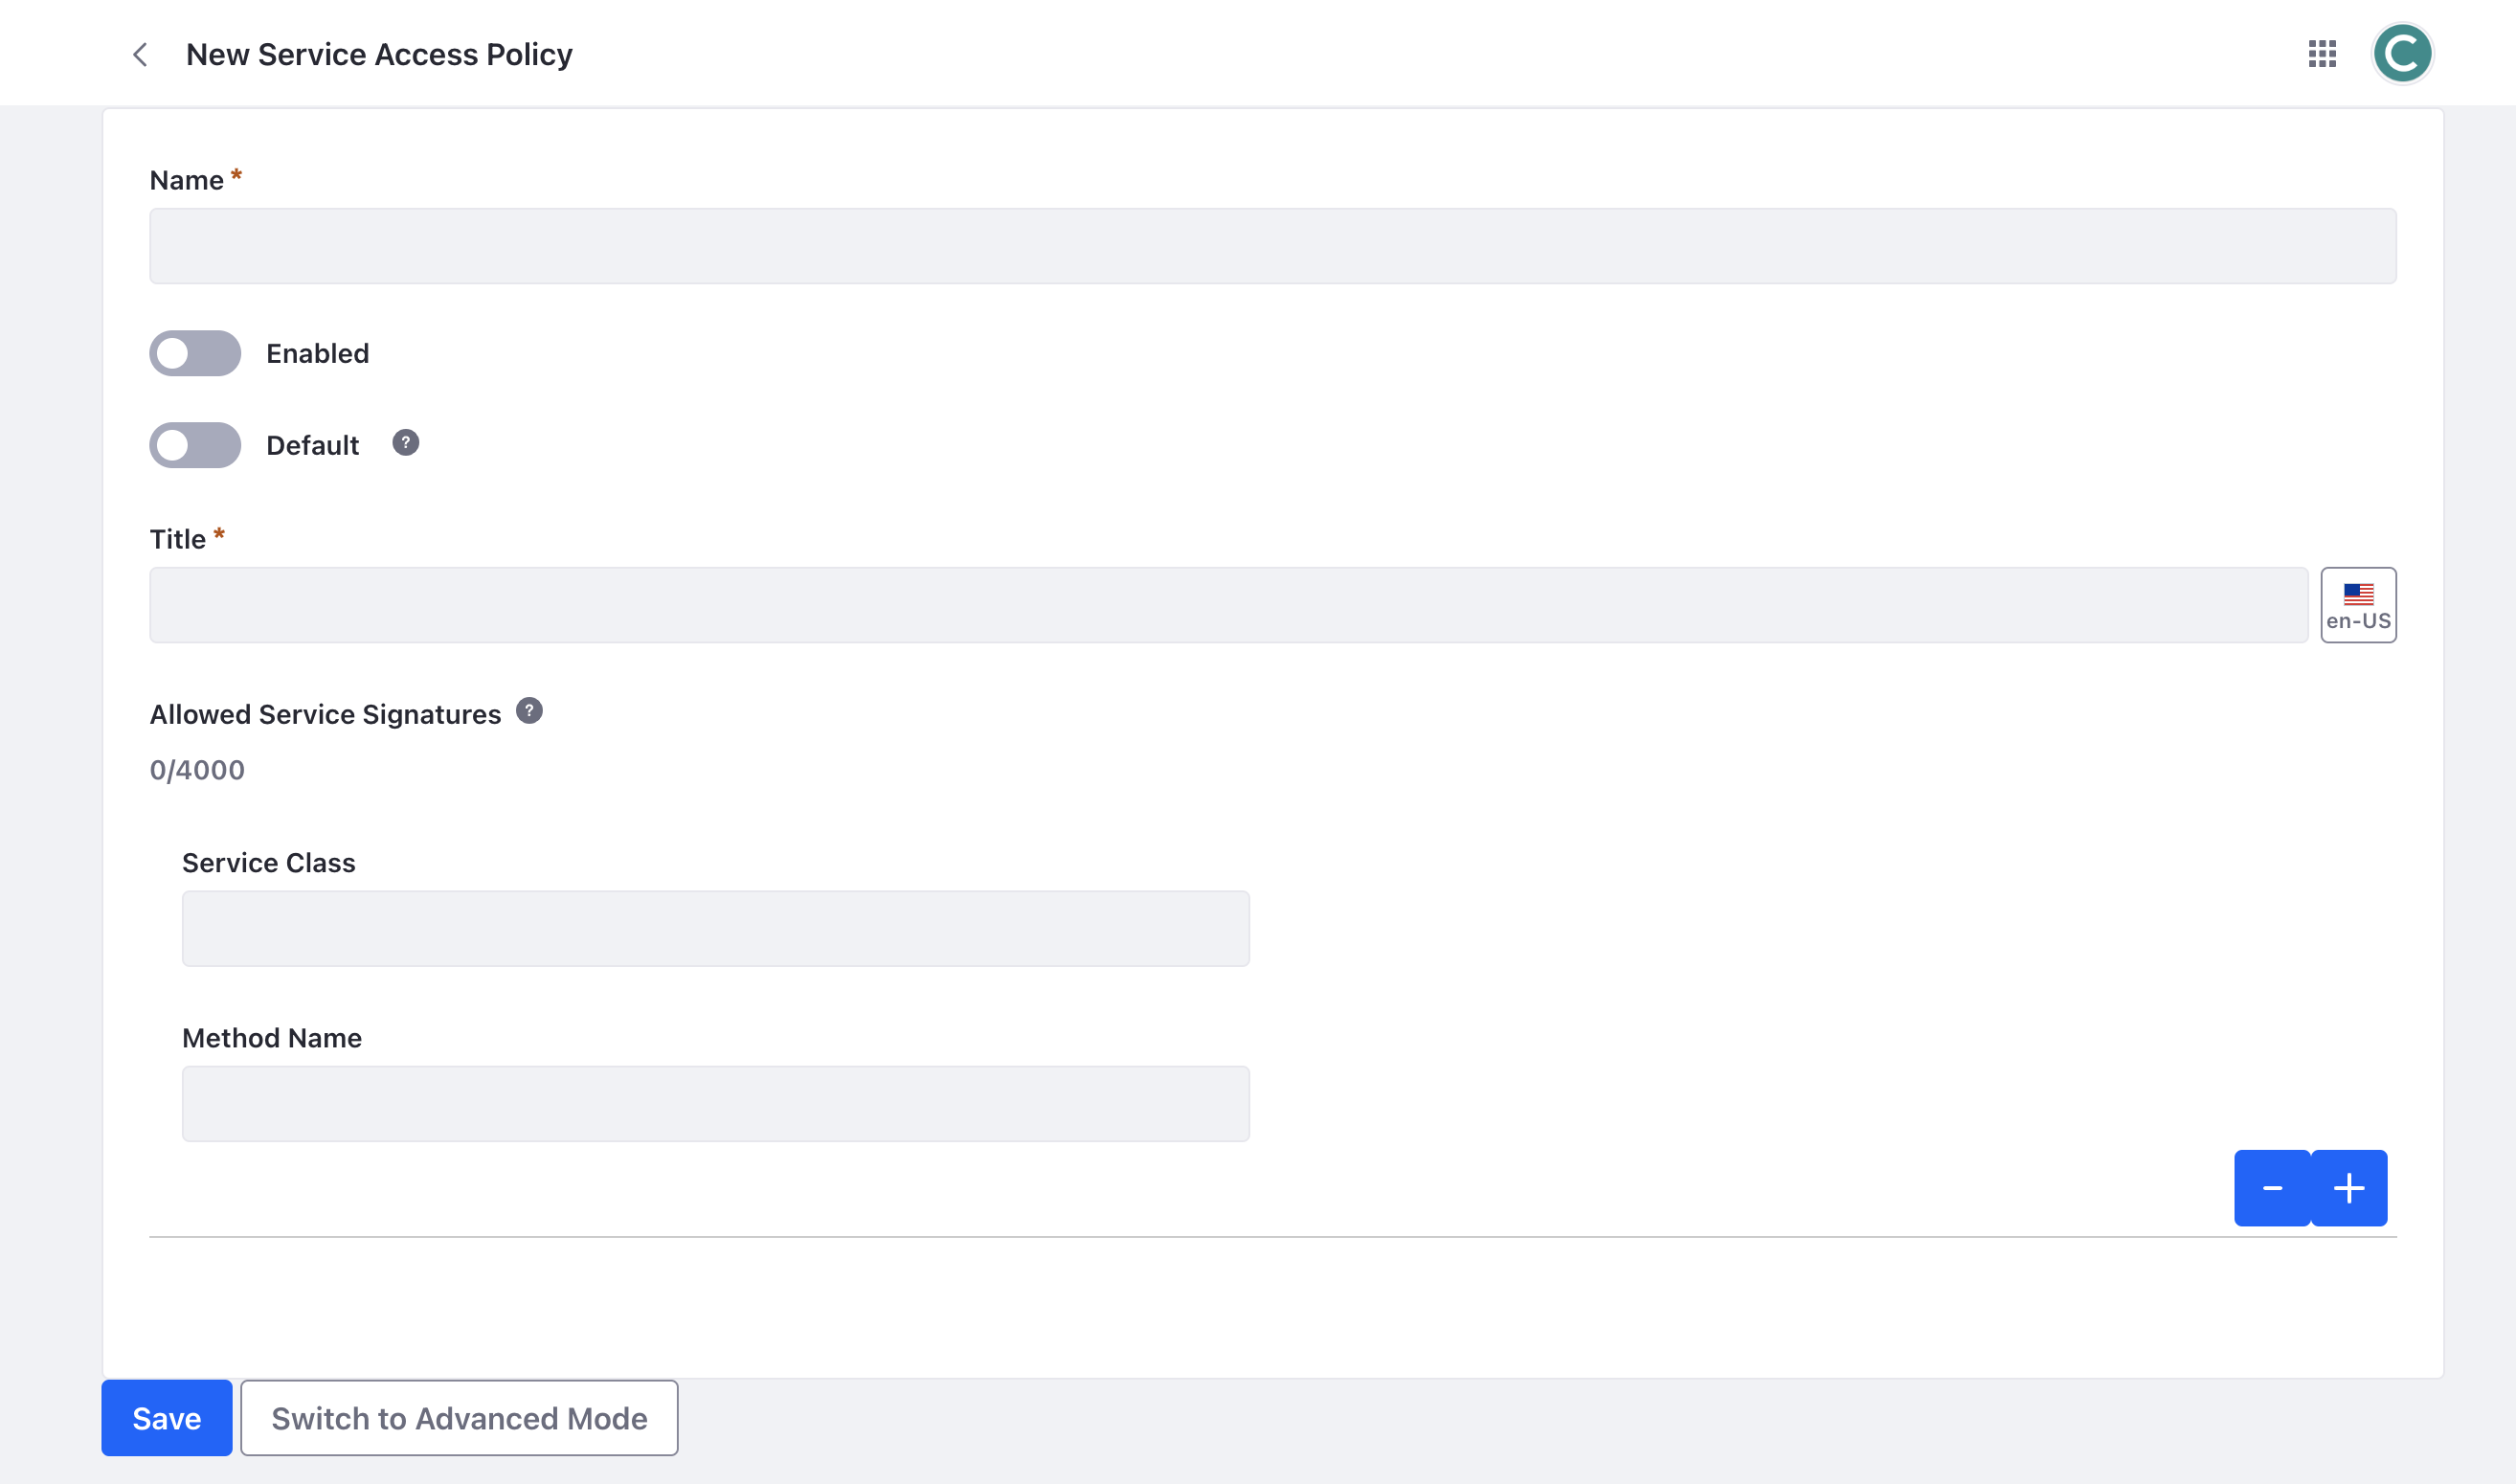 New Service Access Policy
C
Name *
Enabled
Default ?
Title *
en-US
Allowed Service Signatures ?
0/4000
Service Class
Method Name
Save
Switch to Advanced Mode